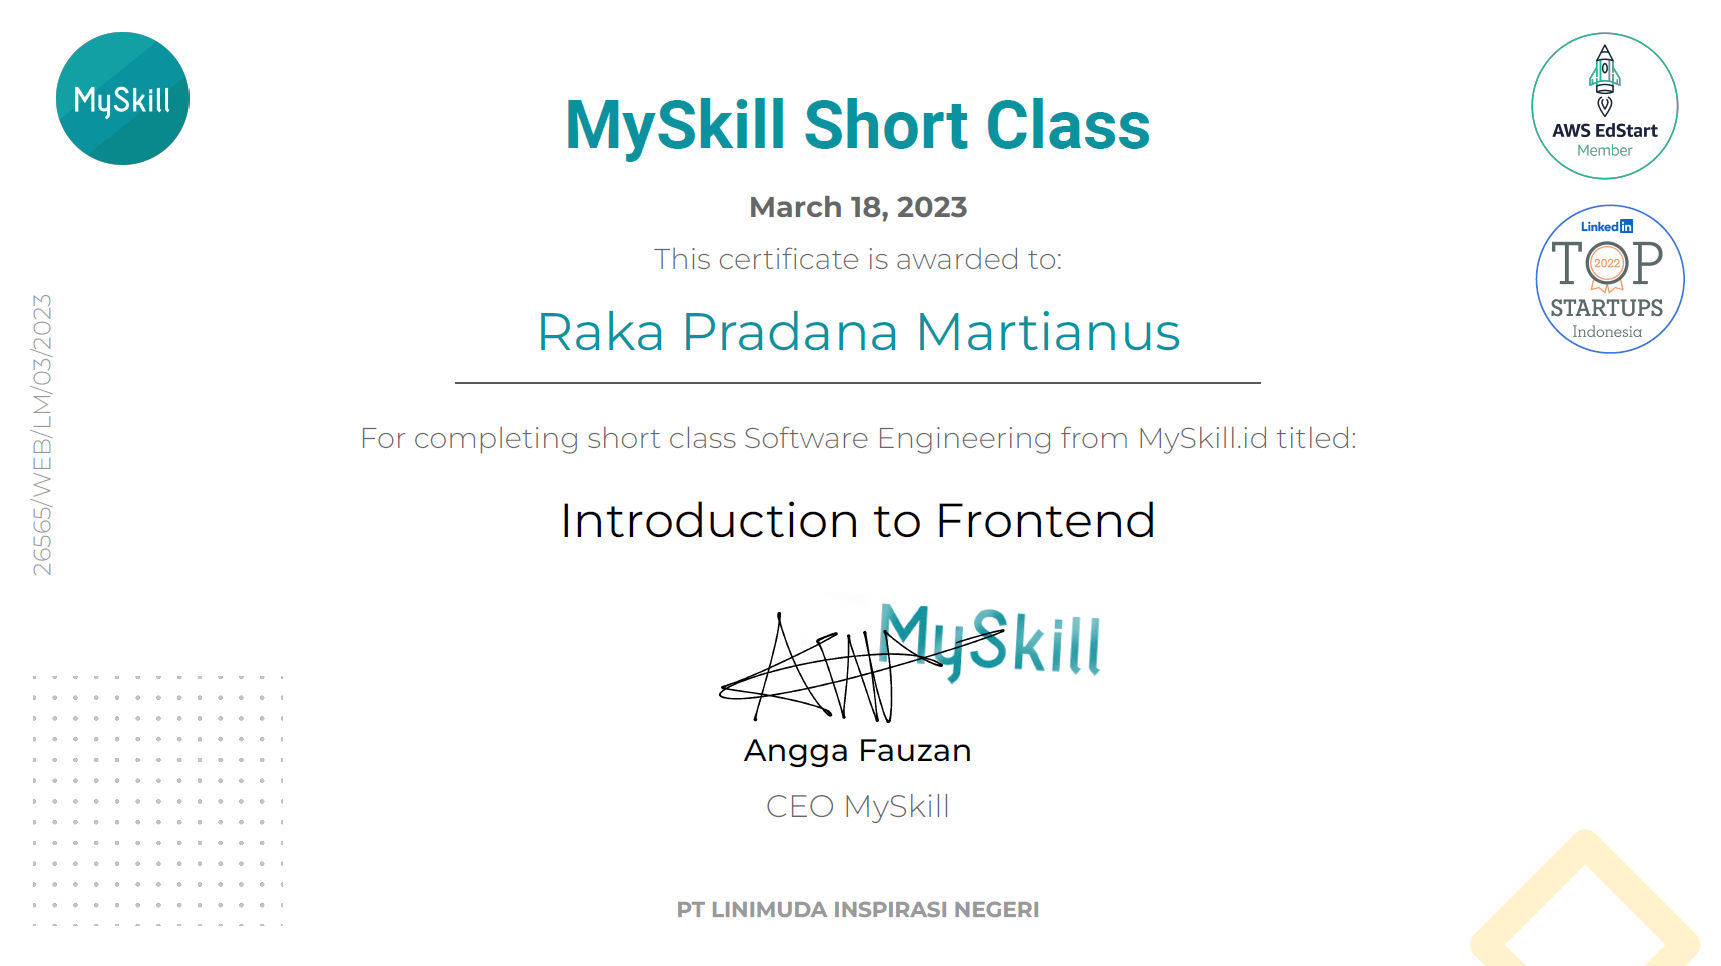 MySkill
MySkill Short Class
AWS EdStart
Member
March 18, 2023
This certificate is awarded to:
LinkedIn
TOP
2022
STARTUPS
Indonesia
Raka Pradana Martianus
26565/WEB/LM/03/2023
For completing short class Software Engineering from MySkill.id titled:
Introduction to Frontend
MySkill
Angga Fauzan
CEO MySkill
PT LINIMUDA INSPIRASI NEGERI